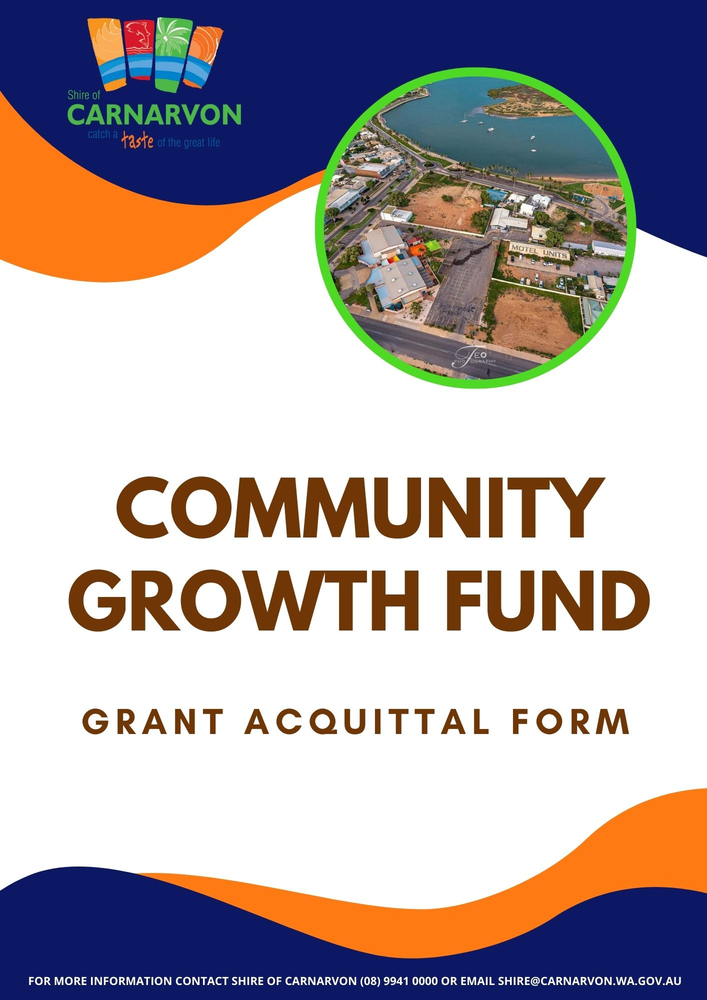 Shire of
CARNARVON
catch a taste of the great life
MOTEL UNITS
TEO
PHOTOGRAPHY
COMMUNITY
GROWTH FUND
GRANT ACQUITTAL FORM
FOR MORE INFORMATION CONTACT SHIRE OF CARNARVON (08) 9941 0000 OR EMAIL SHIRE@CARNARVON.WA.GOV.AU